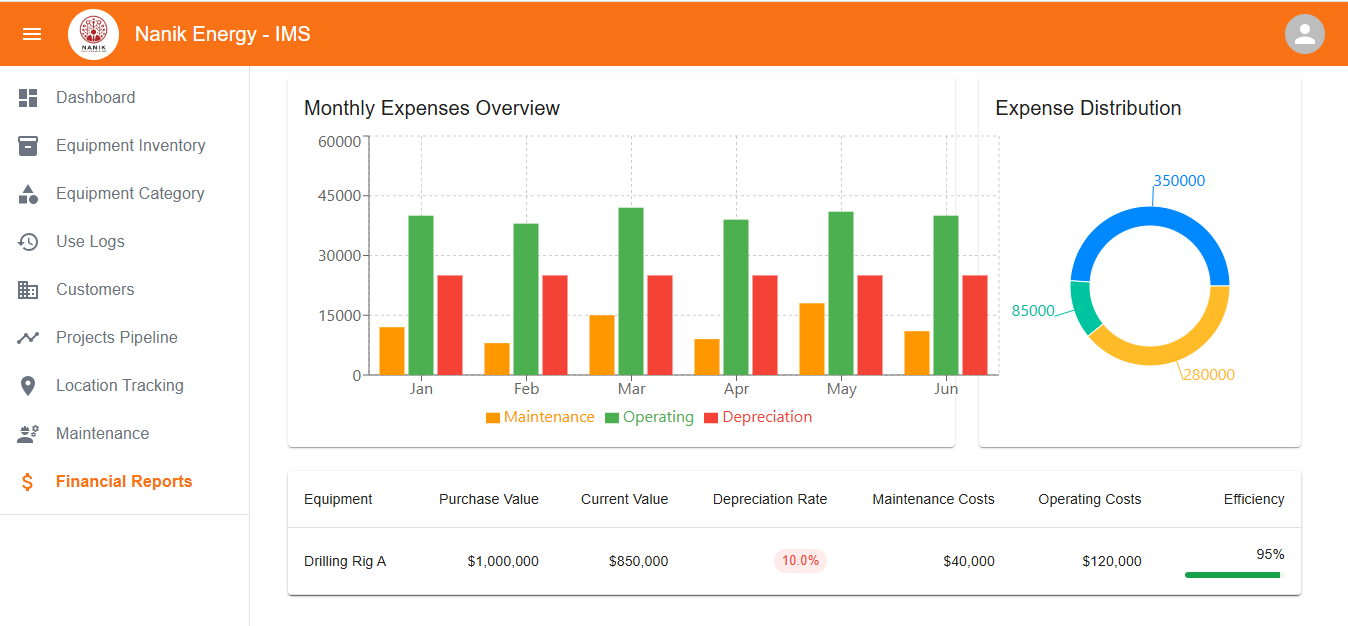 NANIK
Nanik Energy - IMS
Dashboard
Equipment Inventory
Equipment Category
Use Logs
Customers
Projects Pipeline
Location Tracking
Maintenance
Financial Reports
Monthly Expenses Overview
60000
45000
30000
15000
0
Jan Feb Mar Apr May Jun
Maintenance Operating Depreciation
Expense Distribution
350000
85000
280000
Equipment Purchase Value Current Value Depreciation Rate Maintenance Costs Operating Costs Efficiency
Drilling Rig A $1,000,000 $850,000 10.0% $40,000 $120,000 95%